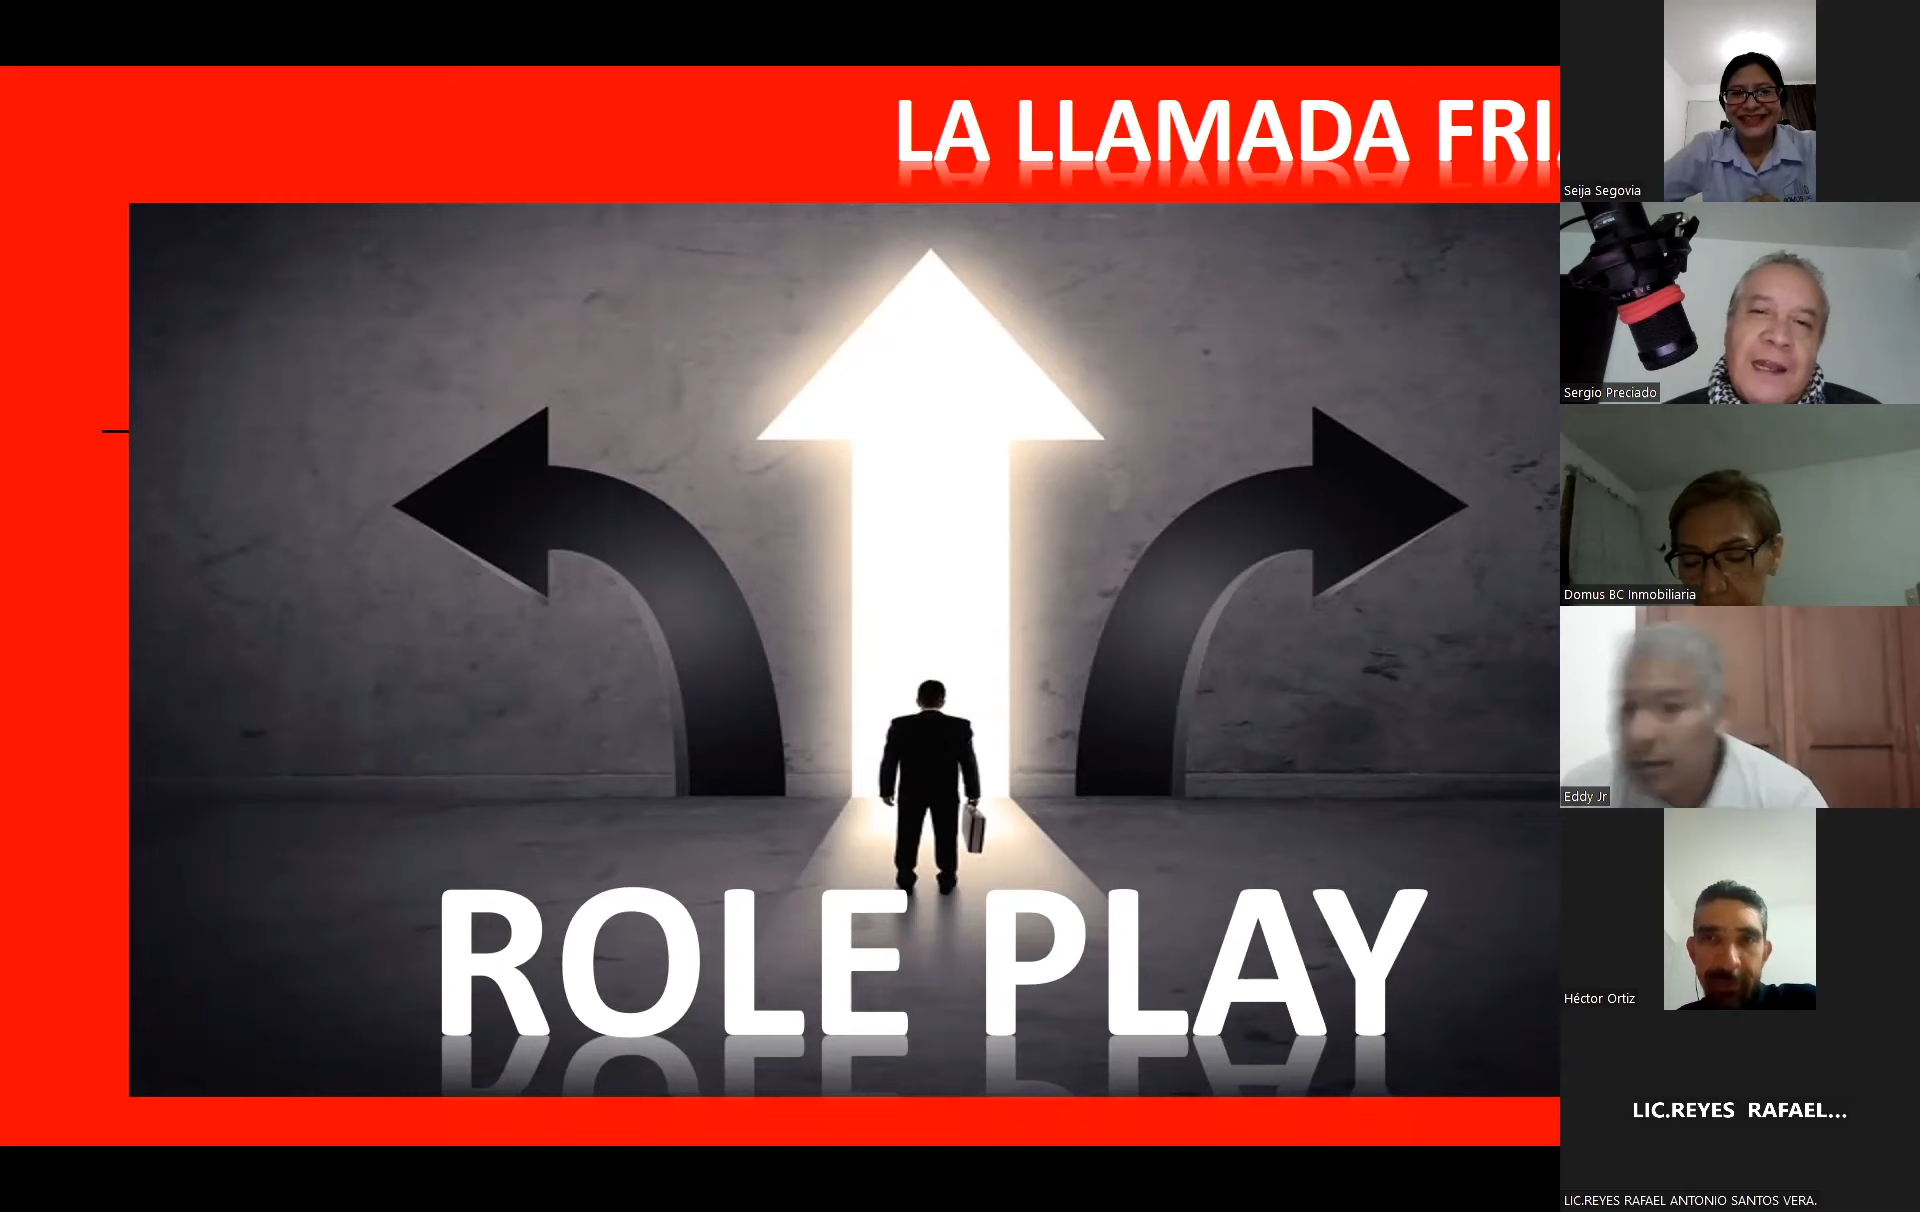 LA LLAMADA FRI
ROLE PLAY
Seija Segovia
Sergio Preciado
Domus BC Inmobiliaria
Eddy Jr
Héctor Ortiz
LIC.REYES RAFAEL...
LIC.REYES RAFAEL ANTONIO SANTOS VERA.